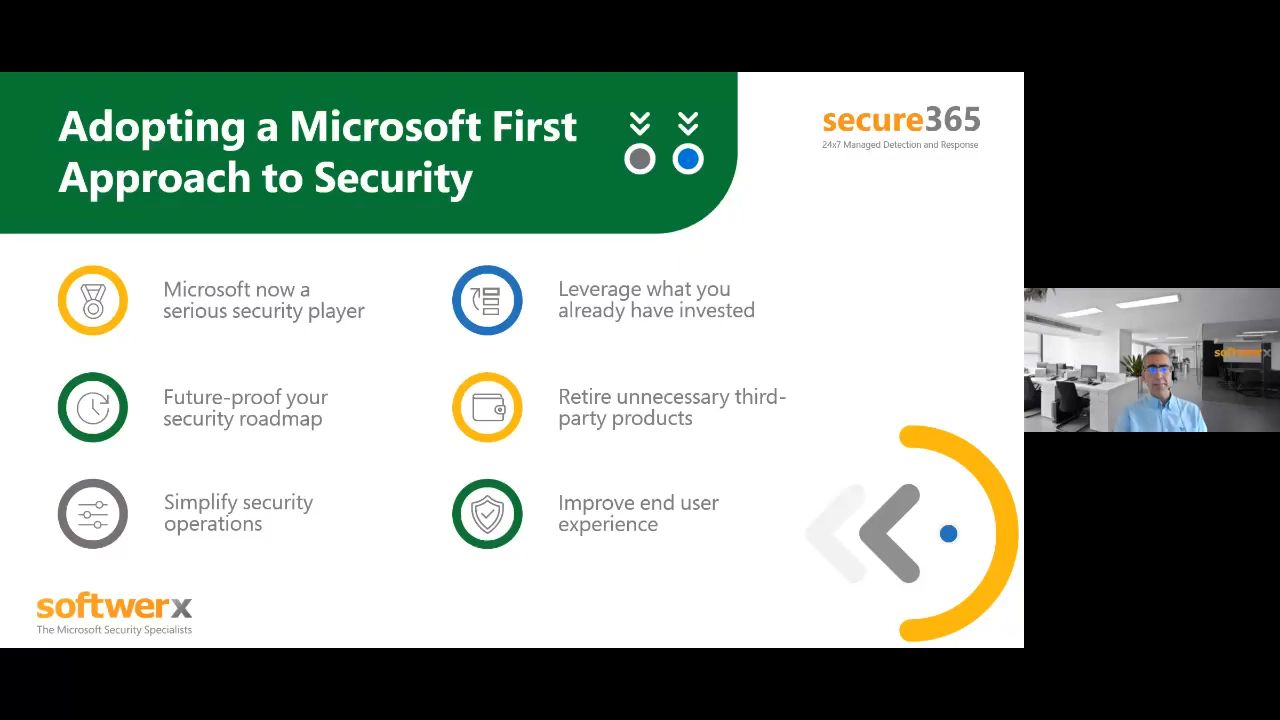 Adopting a Microsoft First
Approach to Security
secure365
24x7 Managed Detection and Response
Microsoft now a
serious security player
Leverage what you
already have invested
Future-proof your
security roadmap
Retire unnecessary third-
party products
Simplify security
operations
Improve end user
experience
softwerx
The Microsoft Security Specialists
softwerx